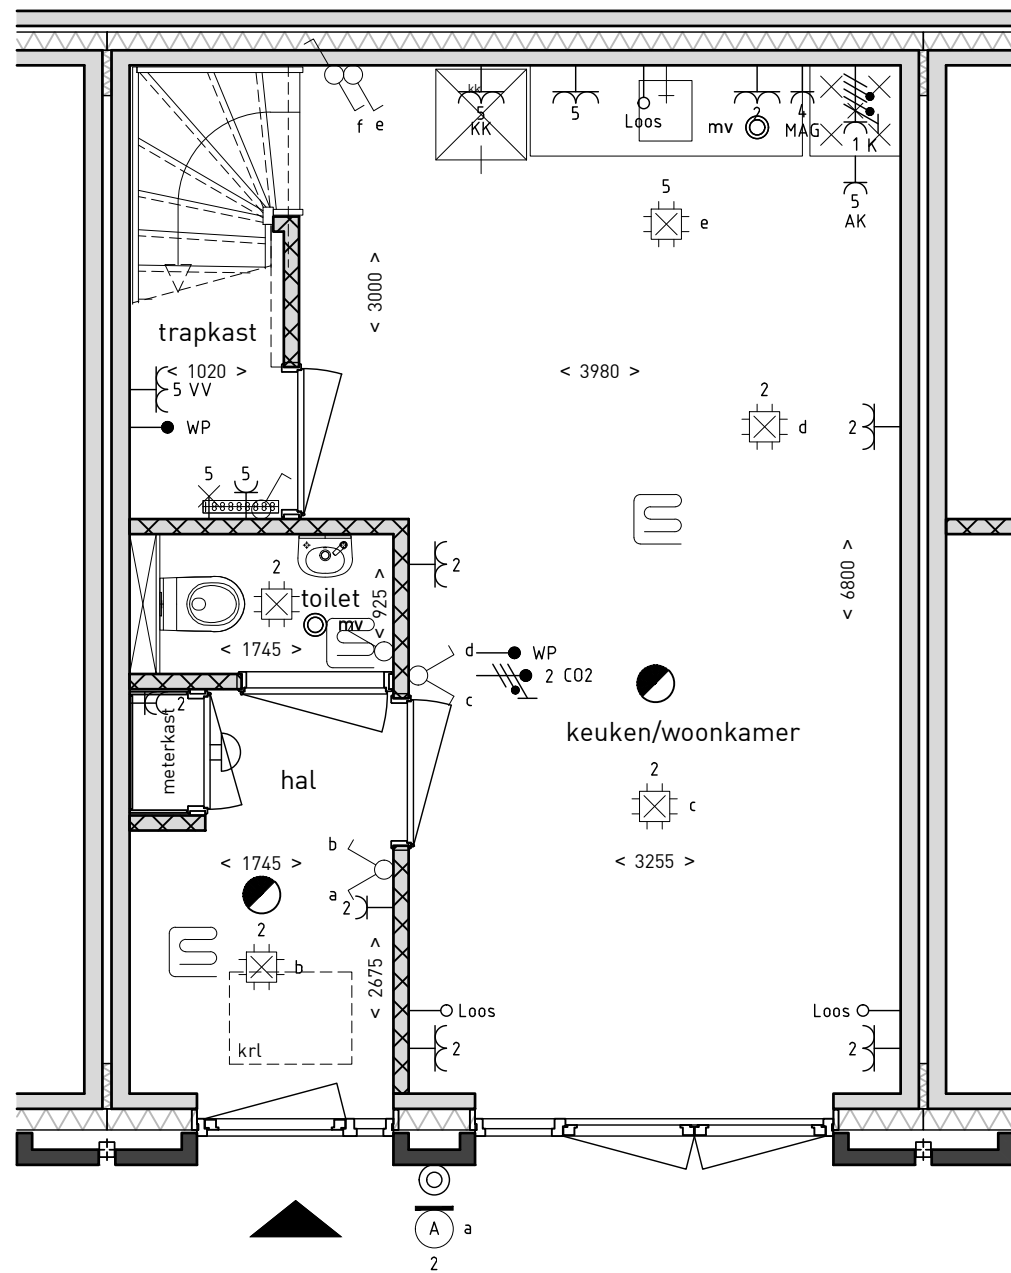 f e
kk
5
KK
5
Loos
mv
2
4
MAG
1 K
5
AK
5
e
< 3000 >
trapkast
< 1020 >
5 VV
WP
< 3980 >
2
d
2
5
5
< 6800 >
2
2
toilet
mv
< 925 >
< 1745 >
d
c
WP
2 CO2
2
meterkast
hal
keuken/woonkamer
2
c
< 3255 >
< 1745 >
b
a
2
2
b
< 2675 >
krl
Loos
2
Loos
2
A
a
2